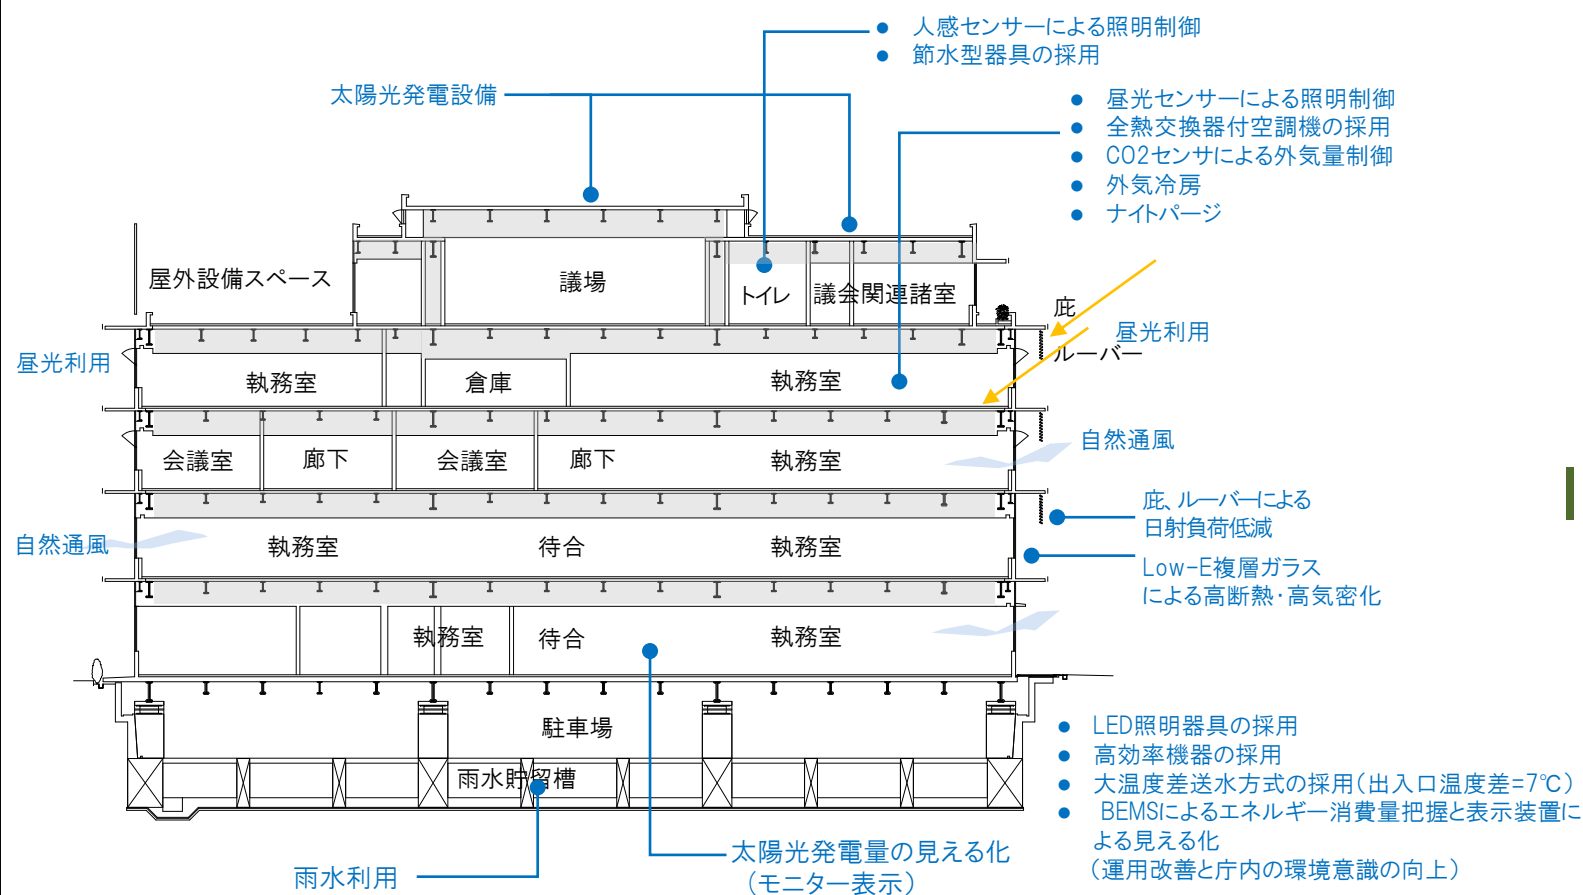 人感センサーによる照明制御
節水型器具の採用
太陽光発電設備
昼光センサーによる照明制御
全熱交換器付空調機の採用
CO2センサによる外気量制御
外気冷房
ナイトパージ
屋外設備スペース
議場
トイレ
議会関連諸室
庇
ルーバー
昼光利用
昼光利用
執務室
倉庫
執務室
会議室
廊下
会議室
廊下
執務室
自然通風
庇、ルーバーによる
日射負荷低減
自然通風
執務室
待合
執務室
Low-E複層ガラス
による高断熱・高気密化
執務室
待合
執務室
駐車場
雨水貯留槽
LED照明器具の採用
高効率機器の採用
大温度差送水方式の採用(出入口温度差=7℃)
BEMSによるエネルギー消費量把握と表示装置に
よる見える化
(運用改善と庁内の環境意識の向上)
太陽光発電量の見える化
(モニター表示)
雨水利用